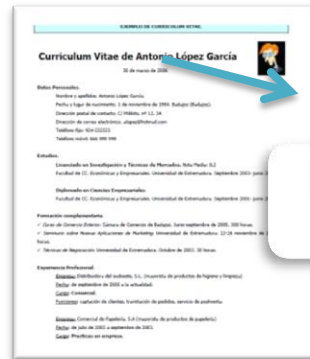 EJEMPLO DE CURRICULUM VITAE.
Curriculum Vitae de Antonio López García
30 de marzo de 2006
Datos Personales.
Nombre y apellidos: Antonio López García.
Fecha y lugar de nacimiento: 1 de noviembre de 1984. Badajoz (Badajoz).
Dirección postal de contacto: C/ Militón, nº 12, 2A
Dirección de correo electrónico:
Teléfono fijo: 924 222222
Teléfono móvil: 666 999 999
Estudios.
Licenciado en Investigación y Técnicas de Mercados. Nota Media: 8.2
Facultad de CC. Económicas y Empresariales. Universidad de Extremadura. Septiembre 2003- junio
Diplomado en Ciencias Empresariales.
Facultad de CC. Económicas y Empresariales. Universidad de Extremadura. Septiembre 2000- junio
Formación complementaria
✓ Curso de Comercio Exterior. Cámara de Comercio de Badajoz. Junio-septiembre de 2005. 300 horas.
✓ Seminario sobre Nuevas Aplicaciones de Marketing. Universidad de Extremadura. 22-26 noviembre de
horas.
✓ Técnicas de Negociación. Universidad de Extremadura. Octubre de 2003. 30 horas.
Experiencia Profesional.
Empresa: Distribuidora del sudoeste, S.L. (mayorista de productos de higiene y limpieza)
Fecha: de septiembre de 2005 a la actualidad.
Cargo: Comercial.
Funciones: captación de clientes, tramitación de pedidos, servicio de postventa.
Empresa: Comercial de Papelería, S.A (mayorista de productos de papelería)
Fecha: de julio de 2003 a septiembre de 2003.
Cargo: Prácticas en empresa.